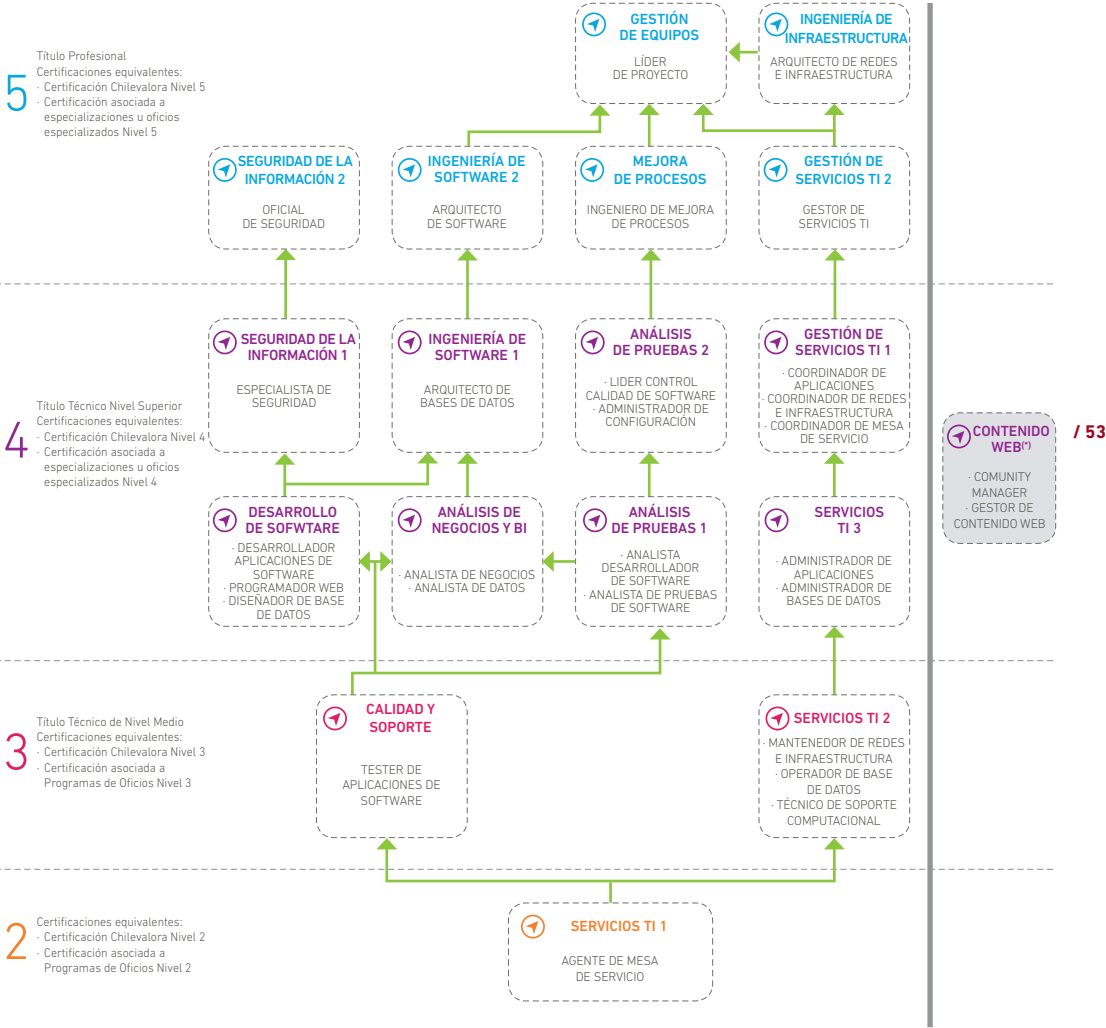 GESTIÓN
DE EQUIPOS
LÍDER
DE PROYECTO
INGENIERÍA DE
INFRAESTRUCTURA
ARQUITECTO DE REDES
E INFRAESTRUCTURA
5
Título Profesional
Certificaciones equivalentes:
· Certificación Chilevalora Nivel 5
· Certificación asociada a
especializaciones u oficios
especializados Nivel 5
SEGURIDAD DE LA
INFORMACIÓN 2
OFICIAL
DE SEGURIDAD
INGENIERÍA DE
SOFTWARE 2
ARQUITECTO
DE SOFTWARE
MEJORA
DE PROCESOS
INGENIERO DE MEJORA
DE PROCESOS
GESTIÓN DE
SERVICIOS TI 2
GESTOR DE
SERVICIOS TI
4
Título Técnico Nivel Superior
Certificaciones equivalentes:
· Certificación Chilevalora Nivel 4
· Certificación asociada a
especializaciones u oficios
especializados Nivel 4
SEGURIDAD DE LA
INFORMACIÓN 1
ESPECIALISTA DE
SEGURIDAD
INGENIERÍA DE
SOFTWARE 1
ARQUITECTO DE
BASES DE DATOS
ANÁLISIS
DE PRUEBAS 2
· LIDER CONTROL
CALIDAD DE SOFTWARE
· ADMINISTRADOR DE
CONFIGURACIÓN
GESTIÓN DE
SERVICIOS TI 1
· COORDINADOR DE
APLICACIONES
· COORDINADOR DE REDES
E INFRAESTRUCTURA
· COORDINADOR DE MESA
DE SERVICIO
CONTENIDO
WEB(*)
· COMUNITY
MANAGER
· GESTOR DE
CONTENIDO WEB
/ 53
DESARROLLO
DE SOFWTARE
· DESARROLLADOR
APLICACIONES DE
SOFTWARE
· PROGRAMADOR WEB
· DISEÑADOR DE BASE
DE DATOS
ANÁLISIS DE
NEGOCIOS Y BI
· ANALISTA DE NEGOCIOS
· ANALISTA DE DATOS
ANÁLISIS
DE PRUEBAS 1
· ANALISTA
DESARROLLADOR
DE SOFTWARE
· ANALISTA DE PRUEBAS
DE SOFTWARE
SERVICIOS
TI 3
· ADMINISTRADOR DE
APLICACIONES
· ADMINISTRADOR DE
BASES DE DATOS
3
Título Técnico de Nivel Medio
Certificaciones equivalentes:
· Certificación Chilevalora Nivel 3
· Certificación asociada a
Programas de Oficios Nivel 3
CALIDAD Y
SOPORTE
TESTER DE
APLICACIONES DE
SOFTWARE
SERVICIOS TI 2
· MANTENEDOR DE REDES
E INFRAESTRUCTURA
· OPERADOR DE BASE
DE DATOS
· TÉCNICO DE SOPORTE
COMPUTACIONAL
2
Certificaciones equivalentes:
· Certificación Chilevalora Nivel 2
· Certificación asociada a
Programas de Oficios Nivel 2
SERVICIOS TI 1
AGENTE DE MESA
DE SERVICIO